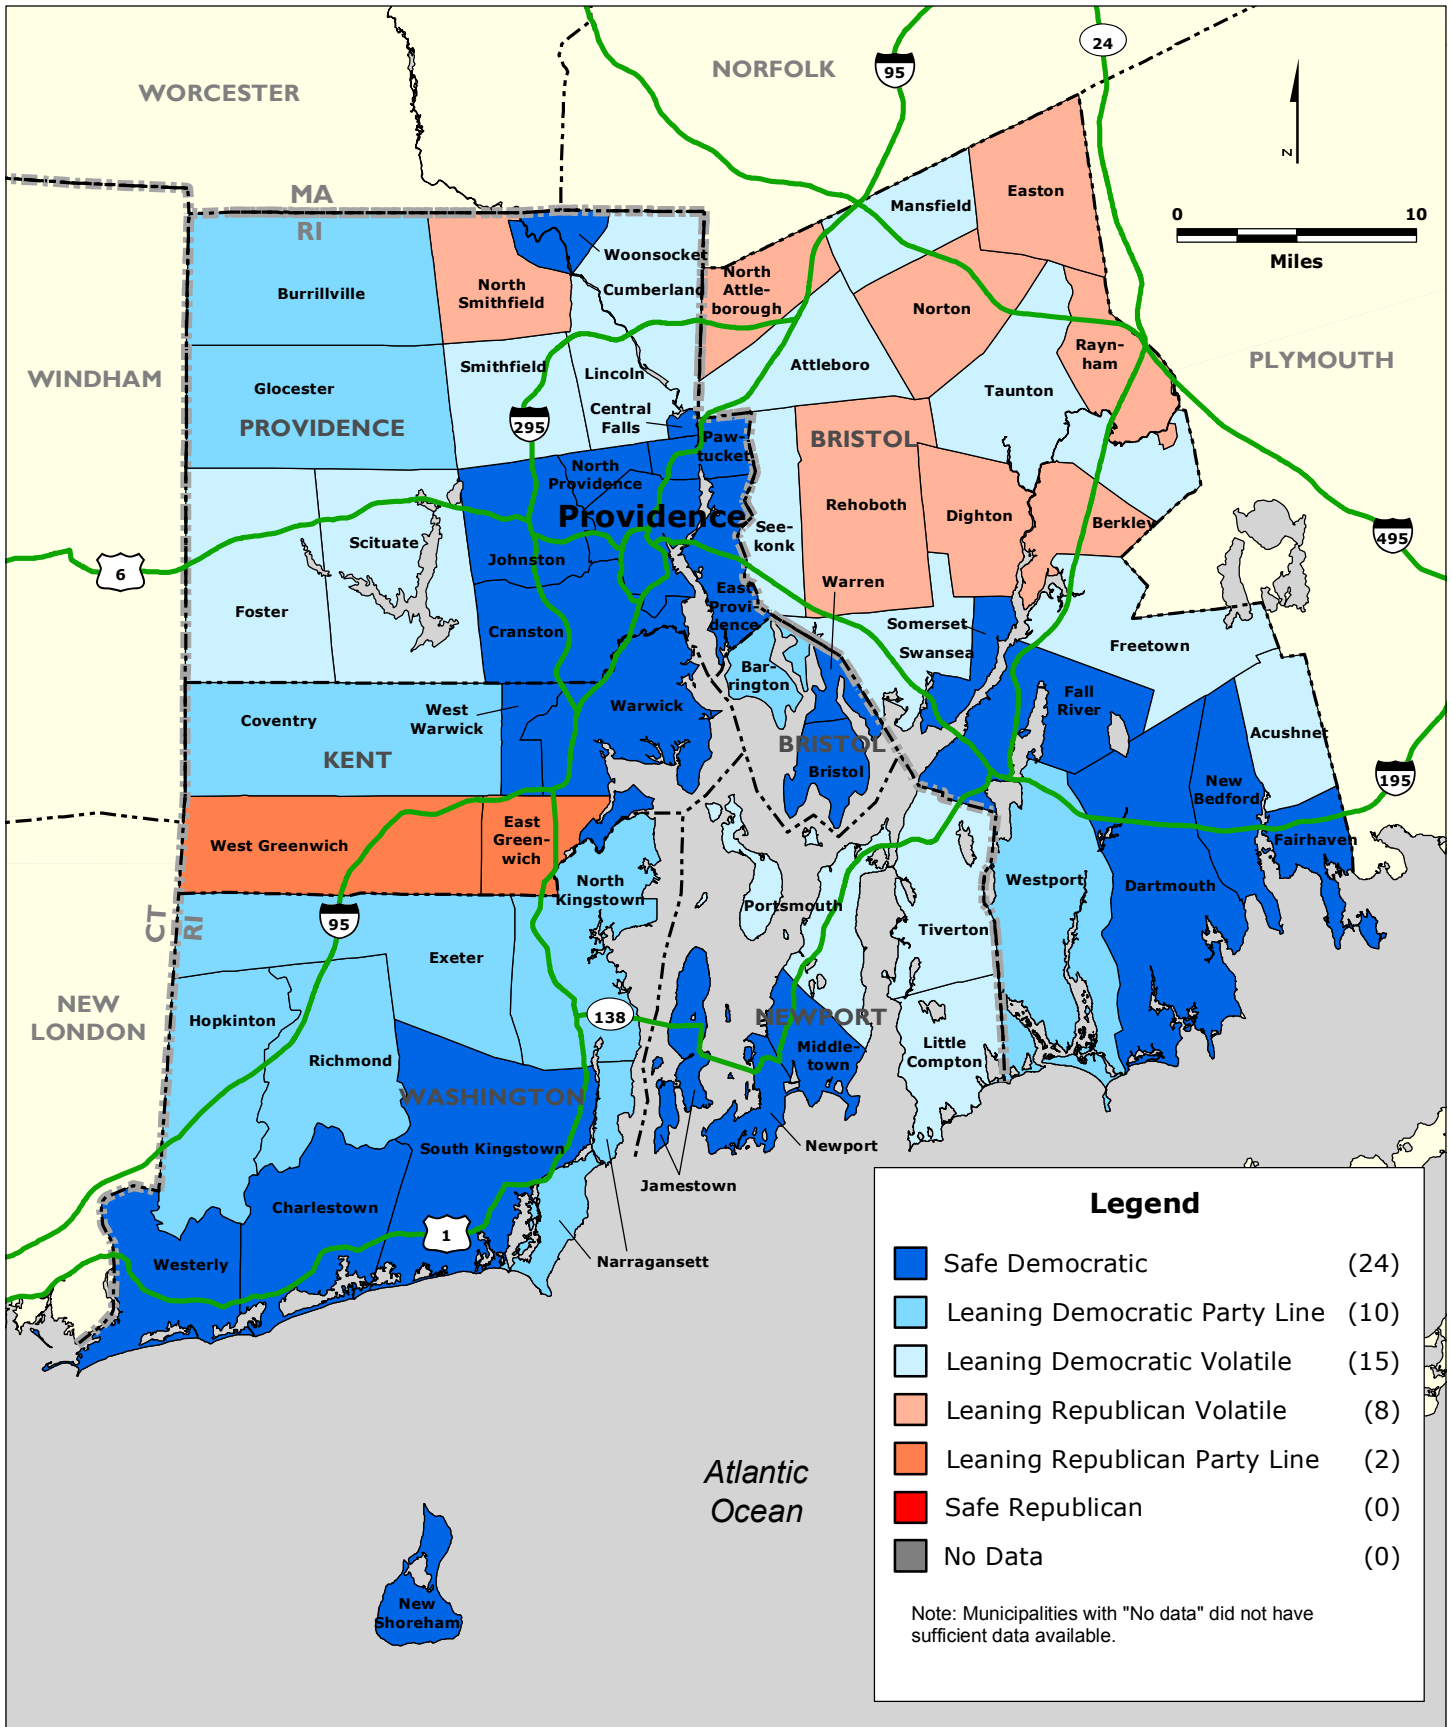 WORCESTER
NORFOLK
95
24
z
0 10
Miles
MA
RI
Easton
Mansfield
Woonsocket
Cumberland
North
Attle-
borough
Burrillville
North
Smithfield
Norton
Rayn-
ham
PLYMOUTH
WINDHAM
Glocester
PROVIDENCE
Smithfield
Lincoln
Central
Falls
Attleboro
Taunton
295
Paw-
tucket
BRISTOL
North
Providence
Providence
Rehoboth
Dighton
Berkley
See-
konk
495
Scituate
6
Johnston
Foster
Cranston
East
Provi-
dence
Warren
Somerset
Swansea
Freetown
Bar-
rington
Coventry
West
Warwick
Warwick
Fall
River
Acushnet
KENT
BRISTOL
Bristol
New
Bedford
195
West Greenwich
East
Green-
wich
Fairhaven
North
Kingstown
Westport
Dartmouth
CT
RI
95
Portsmouth
Tiverton
Exeter
NEW
LONDON
Hopkinton
138
NEWPORT
Richmond
Middle-
town
Little
Compton
WASHINGTON
South Kingstown
Newport
Jamestown
Charlestown
1
Westerly
Narragansett
Legend
Safe Democratic (24)
Leaning Democratic Party Line (10)
Leaning Democratic Volatile (15)
Leaning Republican Volatile (8)
Leaning Republican Party Line (2)
Safe Republican (0)
No Data (0)
Note: Municipalities with "No data" did not have
sufficient data available.
Atlantic
Ocean
New
Shoreham